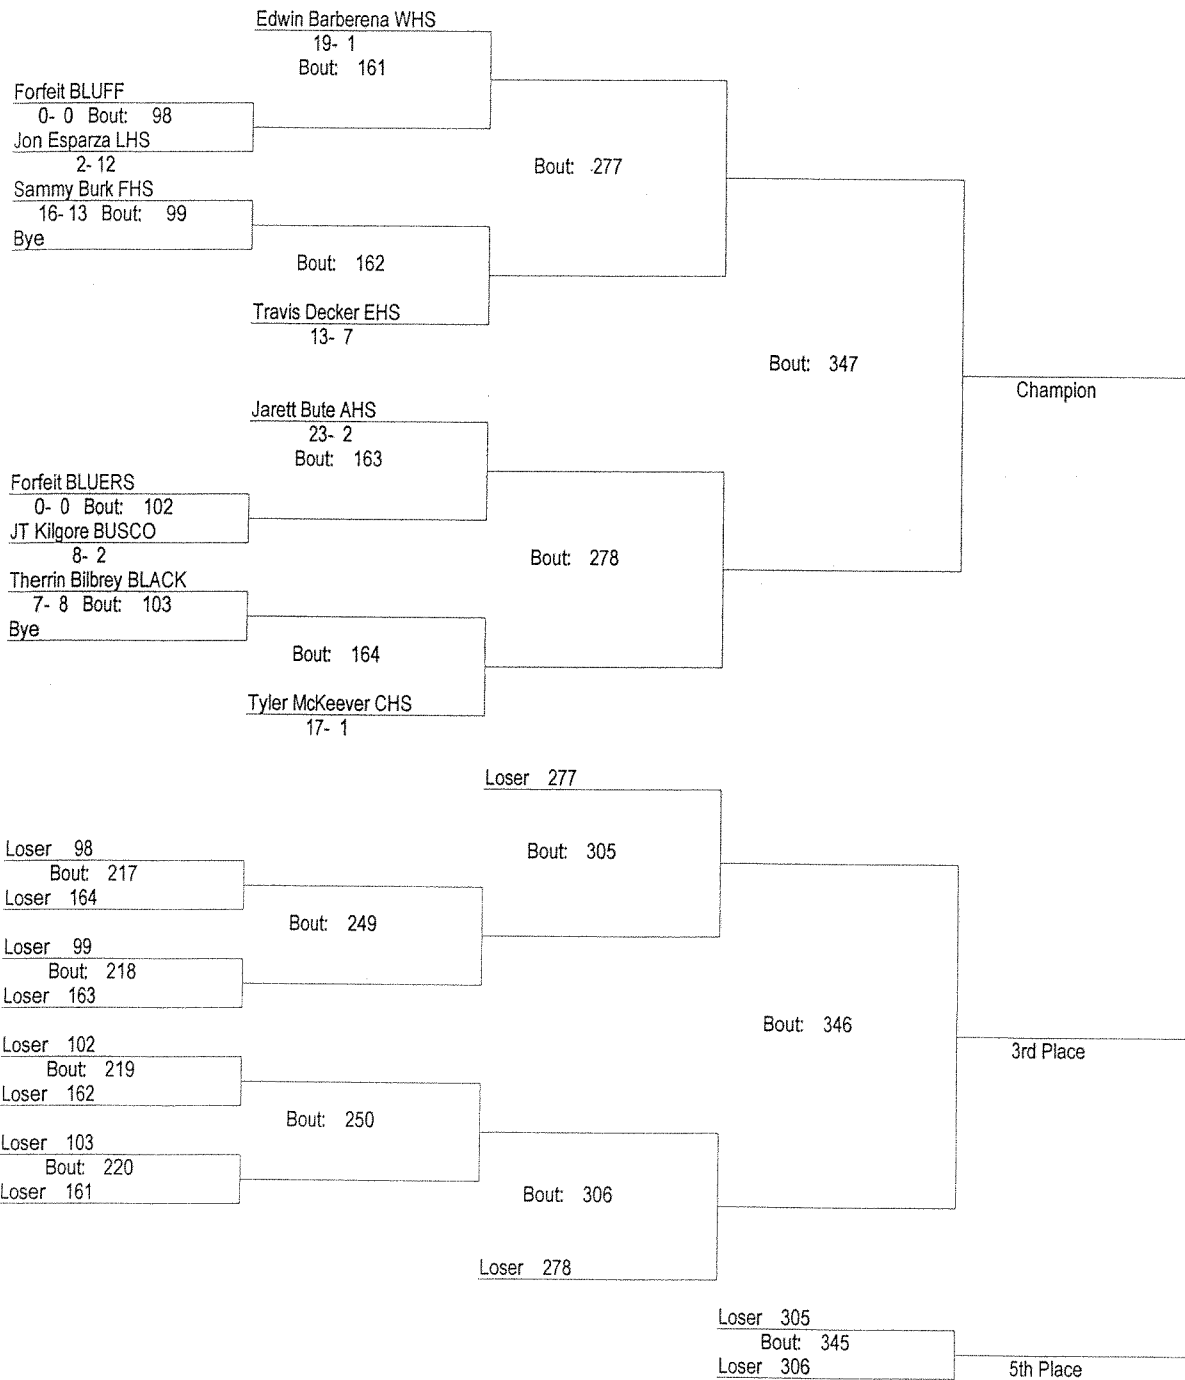 Edwin Barberena WHS
19- 1
Bout: 161
Forfeit BLUFF
0- 0 Bout: 98
Jon Esparza LHS
2- 12
Sammy Burk FHS
16- 13 Bout: 99
Bye
Bout: 162
Travis Decker EHS
13- 7
Bout: 277
Jarett Bute AHS
23- 2
Bout: 163
Forfeit BLUERS
0- 0 Bout: 102
JT Kilgore BUSCO
8- 2
Therrin Bilbrey BLACK
7- 8 Bout: 103
Bye
Bout: 164
Tyler McKeever CHS
17- 1
Bout: 278
Bout: 347
Champion
Loser 277
Bout: 305
Loser 98
Bout: 217
Loser 164
Bout: 249
Loser 99
Bout: 218
Loser 163
Loser 102
Bout: 219
Loser 162
Bout: 250
Loser 103
Bout: 220
Loser 161
Bout: 306
Loser 278
Bout: 346
3rd Place
Loser 305
Bout: 345
Loser 306
5th Place